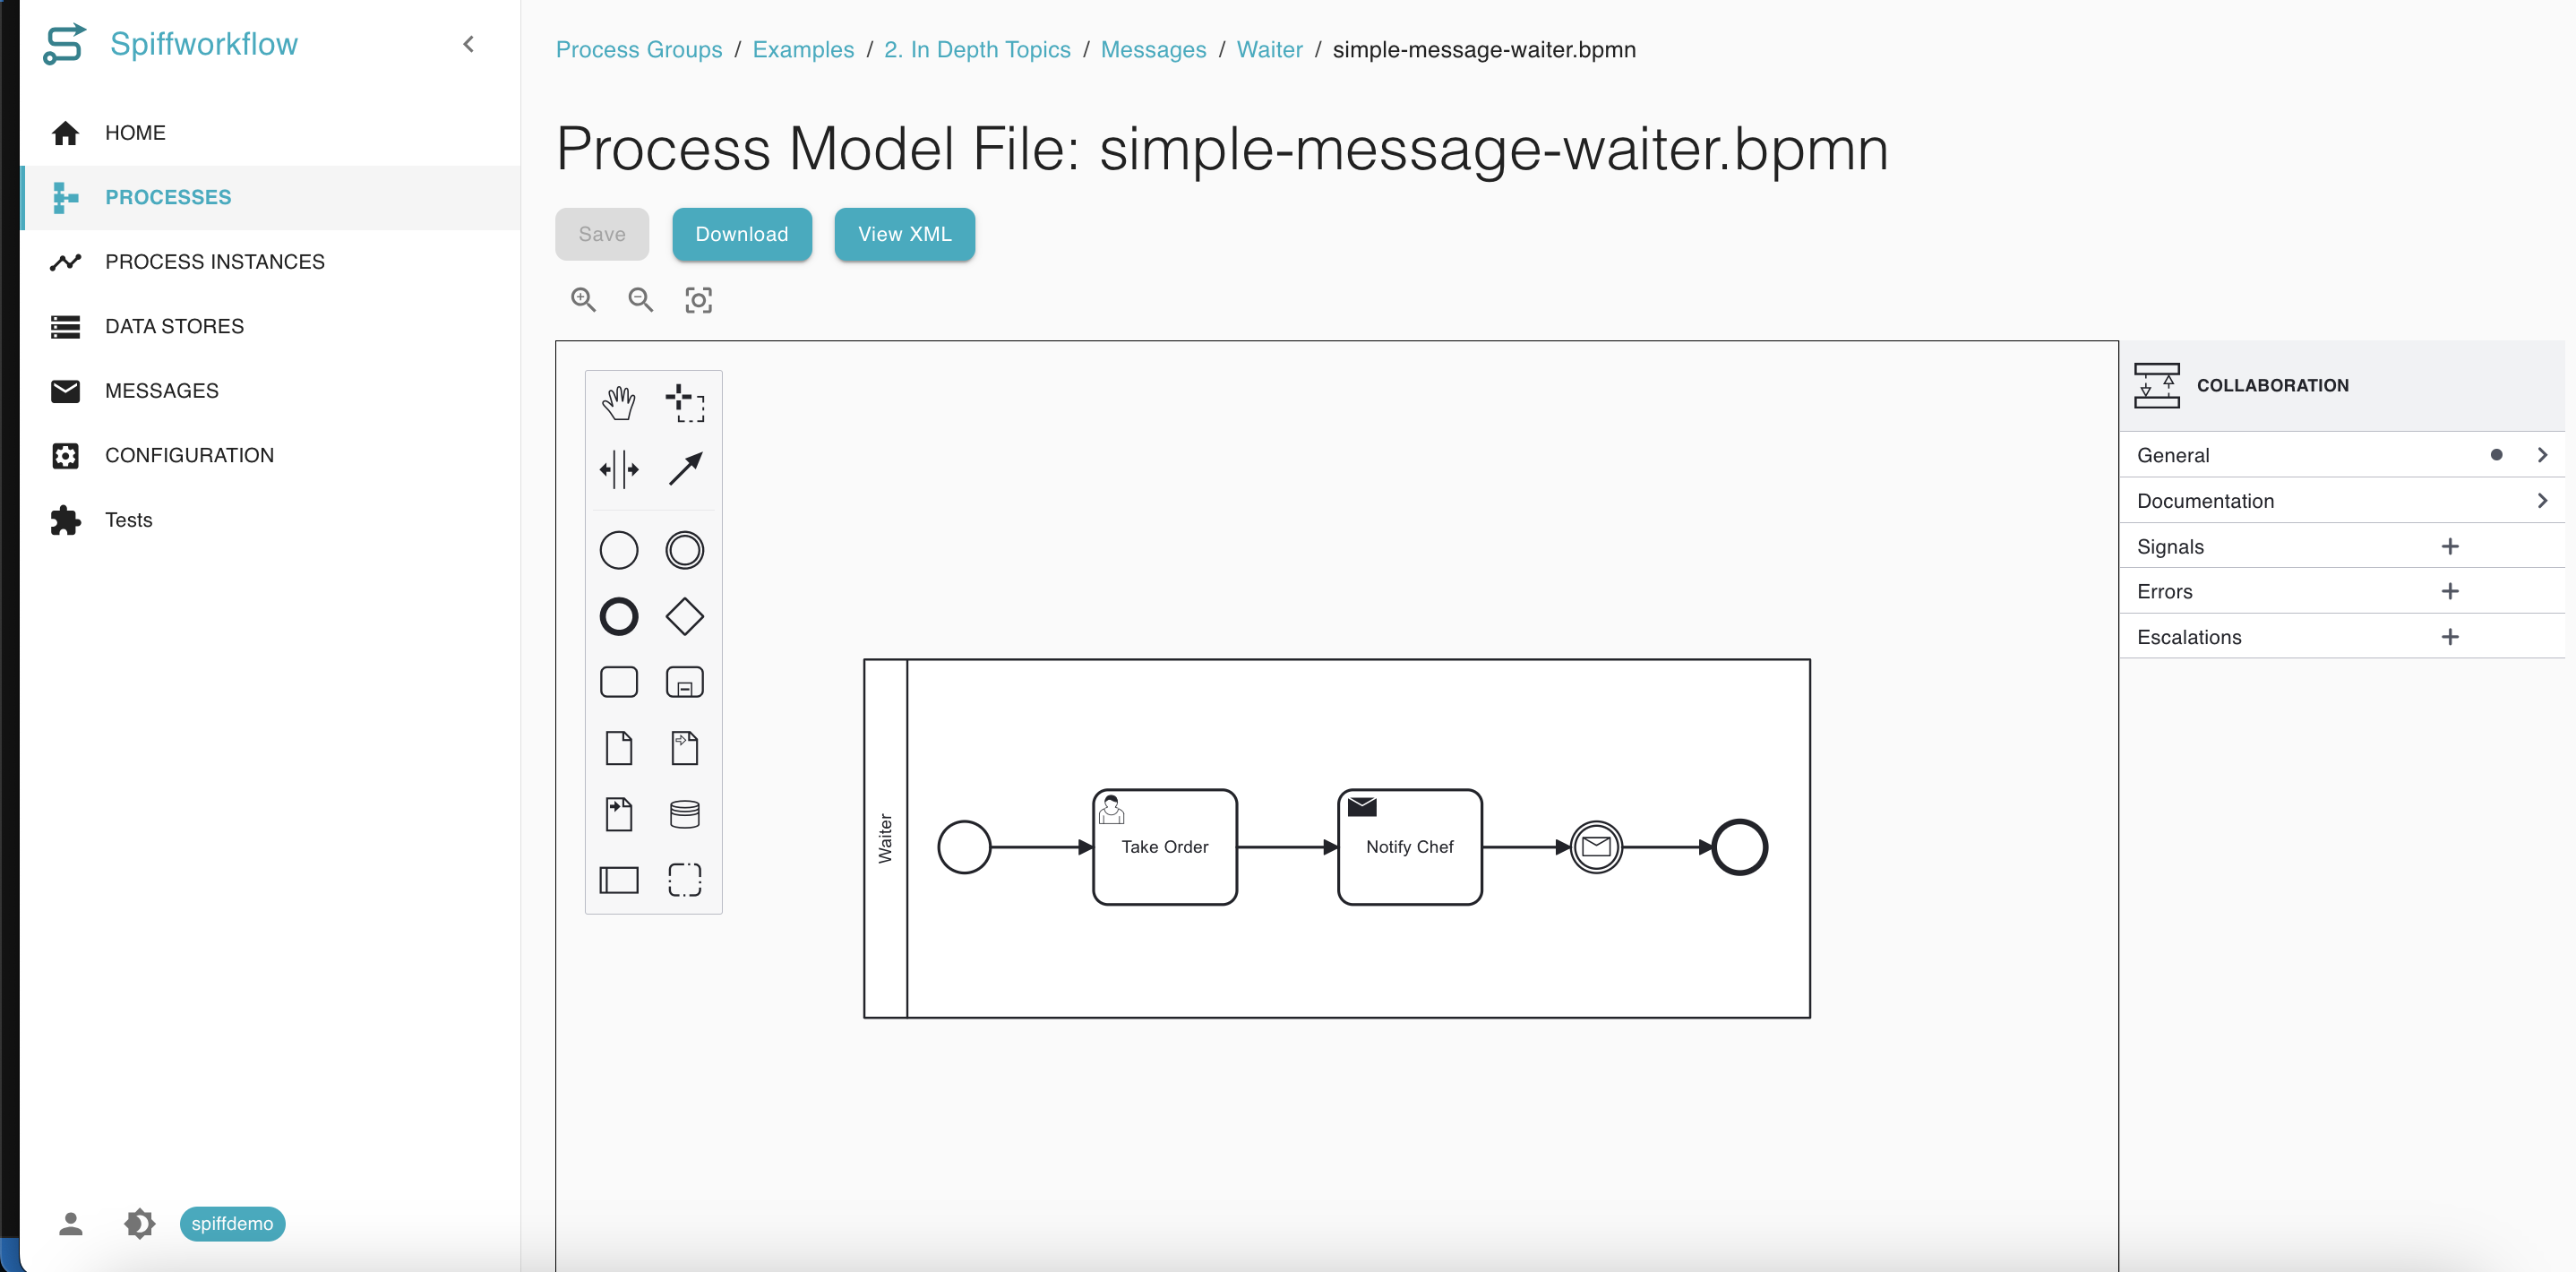 Spiffworkflow
HOME
PROCESSES
PROCESS INSTANCES
DATA STORES
MESSAGES
CONFIGURATION
Tests
spiffdemo
Process Groups / Examples / 2. In Depth Topics / Messages / Waiter / simple-message-waiter.bpmn
Process Model File: simple-message-waiter.bpmn
Save Download View XML
Waiter
Take Order
Notify Chef
COLLABORATION
General
Documentation
Signals
Errors
Escalations